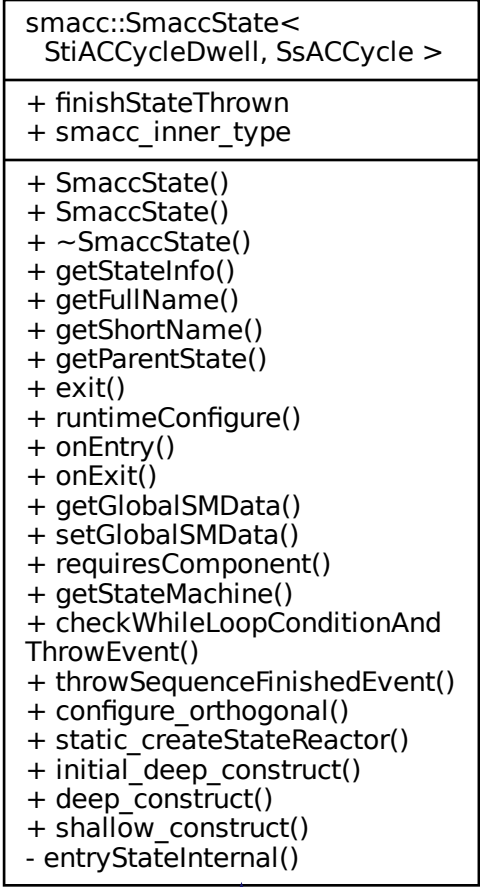 smacc::SmaccState<
StiACCycleDwell, SsACCycle >
+ finishStateThrown
+ smacc_inner_type
+ SmaccState()
+ SmaccState()
+ ~SmaccState()
+ getStateInfo()
+ getFullName()
+ getShortName()
+ getParentState()
+ exit()
+ runtimeConfigure()
+ onEntry()
+ onExit()
+ getGlobalSMData()
+ setGlobalSMData()
+ requiresComponent()
+ getStateMachine()
+ checkWhileLoopConditionAnd
ThrowEvent()
+ throwSequenceFinishedEvent()
+ configure_orthogonal()
+ static_createStateReactor()
+ initial_deep_construct()
+ deep_construct()
+ shallow_construct()
- entryStateInternal()